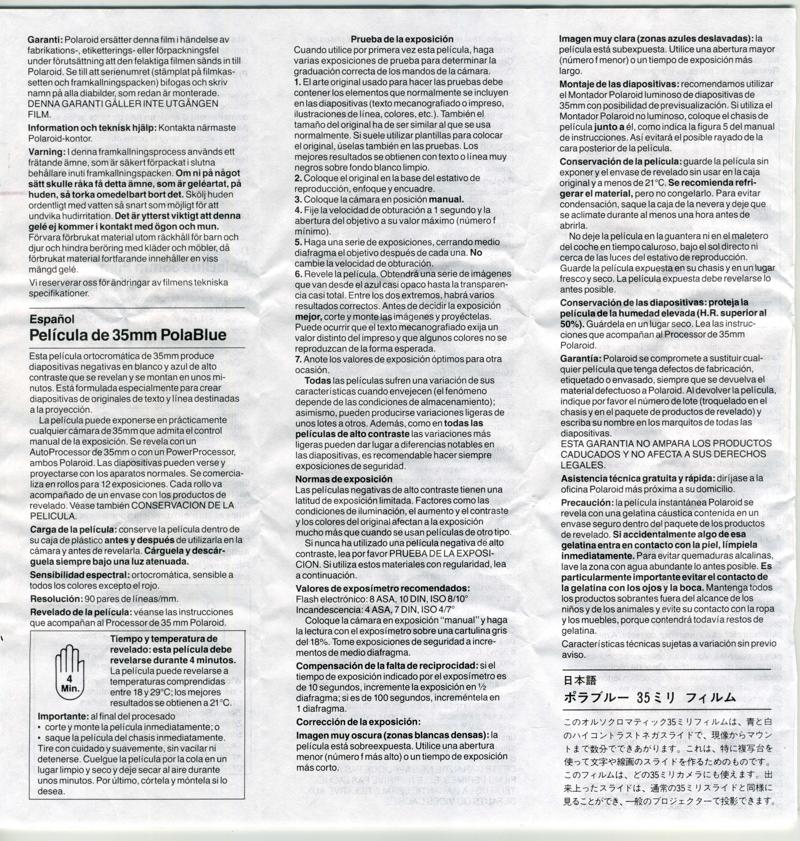 Garanti: Polaroid ersätter denna film i händelse av
fabrikations-, etiketterings- eller förpackningsfel
under förutsättning att den felaktiga filmen sänds in till
Polaroid. Se till att serienumret (stämplat på filmkas-
setten och framkallningspacken) bifogas och skriv
namn på alla diabilder, som redan är monterade.
DENNA GARANTI GÄLLER INTE UTGÅNGEN
FILM.
Information och teknisk hjälp: Kontakta närmaste
Polaroid-kontor.
Varning: I denna framkallningsprocess används ett
frätande ämne, som är säkert förpackat i slutna
behållare inuti framkallningspacken. Om ni på något
sätt skulle råka få detta ämne, som är geléartat, på
huden, så torka omedelbart bort det. Skölj huden
ordentligt med vatten så snart som möjligt för att
undvika hudirritation. Det är ytterst viktigt att denna
gelé ej kommer i kontakt med ögon och mun.
Förvara förbrukat material utom räckhåll för barn och
djur och hindra beröring med kläder och möbler, då
förbrukat material fortfarande innehåller en viss
mängd gelé.
Vi reserverar oss för ändringar av filmens tekniska
specifikationer.
Español
Película de 35mm PolaBlue
Esta película ortocromática de 35mm produce
diapositivas negativas en blanco y azul de alto
contraste que se revelan y se montan en unos mi-
nutos. Está formulada especialmente para crear
diapositivas de originales de texto y línea destinadas
a la proyección.
La película puede exponerse en prácticamente
cualquier cámara de 35mm que admita el control
manual de la exposición. Se revela con un
AutoProcessor de 35mm o con un PowerProcessor,
ambos Polaroid. Las diapositivas pueden verse y
proyectarse con los aparatos normales. Se comercia-
liza en rollos para 12 exposiciones. Cada rollo va
acompañado de un envase con los productos de
revelado. Véase también CONSERVACION DE LA
PELICULA.
Carga de la película: conserve la película dentro de
su caja de plástico antes y después de utilizarla en la
cámara y antes de revelarla. Cárguela y descár-
guela siempre bajo una luz atenuada.
Sensibilidad espectral: ortocromática, sensible a
todos los colores excepto el rojo.
Resolución: 90 pares de líneas/mm.
Revelado de la película: véanse las instrucciones
que acompañan al Processor de 35 mm Polaroid.
4
Min.
Tiempo y temperatura de
revelado: esta película debe
revelarse durante 4 minutos.
La película puede revelarse a
temperaturas comprendidas
entre 18 y 29°C; los mejores
resultados se obtienen a 21°C.
Importante: al final del procesado
• corte y monte la película inmediatamente; o
• saque la película del chasis inmediatamente.
Tire con cuidado y suavemente, sin vacilar ni
detenerse. Cuelgue la película por la cola en un
lugar limpio y seco y deje secar al aire durante
unos minutos. Por último, córtela y móntela si lo
desea.
Prueba de la exposición
Cuando utilice por primera vez esta película, haga
varias exposiciones de prueba para determinar la
graduación correcta de los mandos de la cámara.
1. El arte original usado para hacer las pruebas debe
contener los elementos que normalmente se incluyen
en las diapositivas (texto mecanografiado o impreso,
ilustraciones de línea, colores, etc.). También el
tamaño del original ha de ser similar al que se usa
normalmente. Si suele utilizar plantillas para colocar
el original, úselas también en las pruebas. Los
mejores resultados se obtienen con texto o línea muy
negros sobre fondo blanco limpio.
2. Coloque el original en la base del estativo de
reproducción, enfoque y encuadre.
3. Coloque la cámara en posición manual.
4. Fije la velocidad de obturación a 1 segundo y la
abertura del objetivo a su valor máximo (número f
mínimo).
5. Haga una serie de exposiciones, cerrando medio
diafragma el objetivo después de cada una. No
cambie la velocidad de obturación.
6. Revele la película. Obtendrá una serie de imágenes
que van desde el azul casi opaco hasta la transparen-
cia casi total. Entre los dos extremos, habrá varios
resultados correctos. Antes de decidir la exposición
mejor, corte y monte las imágenes y proyéctelas.
Puede ocurrir que el texto mecanografiado exija un
valor distinto del impreso y que algunos colores no se
reproduzcan de la forma esperada.
7. Anote los valores de exposición óptimos para otra
ocasión.
Todas las películas sufren una variación de sus
características cuando envejecen (el fenómeno
depende de las condiciones de almacenamiento);
asimismo, pueden producirse variaciones ligeras de
unos lotes a otros. Además, como en todas las
películas de alto contraste las variaciones más
ligeras pueden dar lugar a diferencias notables en
las diapositivas, es recomendable hacer siempre
exposiciones de seguridad.
Normas de exposición
Las películas negativas de alto contraste tienen una
latitud de exposición limitada. Factores como las
condiciones de iluminación, el aumento y el contraste
y los colores del original afectan a la exposición
mucho más que cuando se usan películas de otro tipo.
Si nunca ha utilizado una película negativa de alto
contraste, lea por favor PRUEBA DE LA EXPOSI-
CION. Si utiliza estos materiales con regularidad, lea
a continuación.
Valores de exposímetro recomendados:
Flash electrónico: 8 ASA, 10 DIN, ISO 8/10°
Incandescencia: 4 ASA, 7 DIN, ISO 4/7°
Coloque la cámara en exposición "manual" y haga
la lectura con el exposímetro sobre una cartulina gris
del 18%. Tome exposiciones de seguridad a incre-
mentos de medio diafragma.
Compensación de la falta de reciprocidad: si el
tiempo de exposición indicado por el exposímetro es
de 10 segundos, incremente la exposición en ½
diafragma; si es de 100 segundos, increméntela en
1 diafragma.
Corrección de la exposición:
Imagen muy oscura (zonas blancas densas): la
película está sobreexpuesta. Utilice una abertura
menor (número f más alto) o un tiempo de exposición
más corto.
Imagen muy clara (zonas azules deslavadas): la
película está subexpuesta. Utilice una abertura mayor
(número f menor) o un tiempo de exposición más
largo.
Montaje de las diapositivas: recomendamos utilizar
el Montador Polaroid luminoso de diapositivas de
35mm con posibilidad de previsualización. Si utiliza el
Montador Polaroid no luminoso, coloque el chasis de
película junto a él, como indica la figura 5 del manual
de instrucciones. Así evitará el posible rayado de la
cara posterior de la película.
Conservación de la película: guarde la película sin
exponer y el envase de revelado sin usar en la caja
original y a menos de 21°C. Se recomienda refri-
gerar el material, pero no congelarlo. Para evitar
condensación, saque la caja de la nevera y deje que
se aclimate durante al menos una hora antes de
abrirla.
No deje la película en la guantera ni en el maletero
del coche en tiempo caluroso, bajo el sol directo ni
cerca de las luces del estativo de reproducción.
Guarde la película expuesta en su chasis y en un lugar
fresco y seco. La película expuesta debe revelarse lo
antes posible.
Conservación de las diapositivas: proteja la
película de la humedad elevada (H.R. superior al
50%). Guárdela en un lugar seco. Lea las instruc-
ciones que acompañan al Processor de 35mm
Polaroid.
Garantía: Polaroid se compromete a sustituir cual-
quier película que tenga defectos de fabricación,
etiquetado o envasado, siempre que se devuelva el
material defectuoso a Polaroid. Al devolver la película,
indique por favor el número de lote (troquelado en el
chasis y en el paquete de productos de revelado) y
escriba su nombre en los marquitos de todas las
diapositivas.
ESTA GARANTIA NO AMPARA LOS PRODUCTOS
CADUCADOS Y NO AFECTA A SUS DERECHOS
LEGALES.
Asistencia técnica gratuita y rápida: diríjase a la
oficina Polaroid más próxima a su domicilio.
Precaución: la película instantánea Polaroid se
revela con una gelatina cáustica contenida en un
envase seguro dentro del paquete de los productos
de revelado. Si accidentalmente algo de esa
gelatina entra en contacto con la piel, límpiela
inmediatamente. Para evitar quemaduras alcalinas,
lave la zona con agua abundante lo antes posible. Es
particularmente importante evitar el contacto de
la gelatina con los ojos y la boca. Mantenga todos
los productos sobrantes fuera del alcance de los
niños y de los animales y evite su contacto con la ropa
y los muebles, porque contendrá todavía restos de
gelatina.
Características técnicas sujetas a variación sin previo
aviso.
日本語
ポラブルー 35ミリ フィルム
このオルソクロマティック35ミリフィルムは、青と白
のハイコントラストネガスライドで、現像からマウン
トまで数分でできあがります。これは、特に複写台を
使って文字や線画のスライドを作るためのものです。
このフィルムは、どの35ミリカメラにも使えます。出
来上ったスライドは、通常の35ミリスライドと同様に
見ることができ、一般のプロジェクターで投影できます。